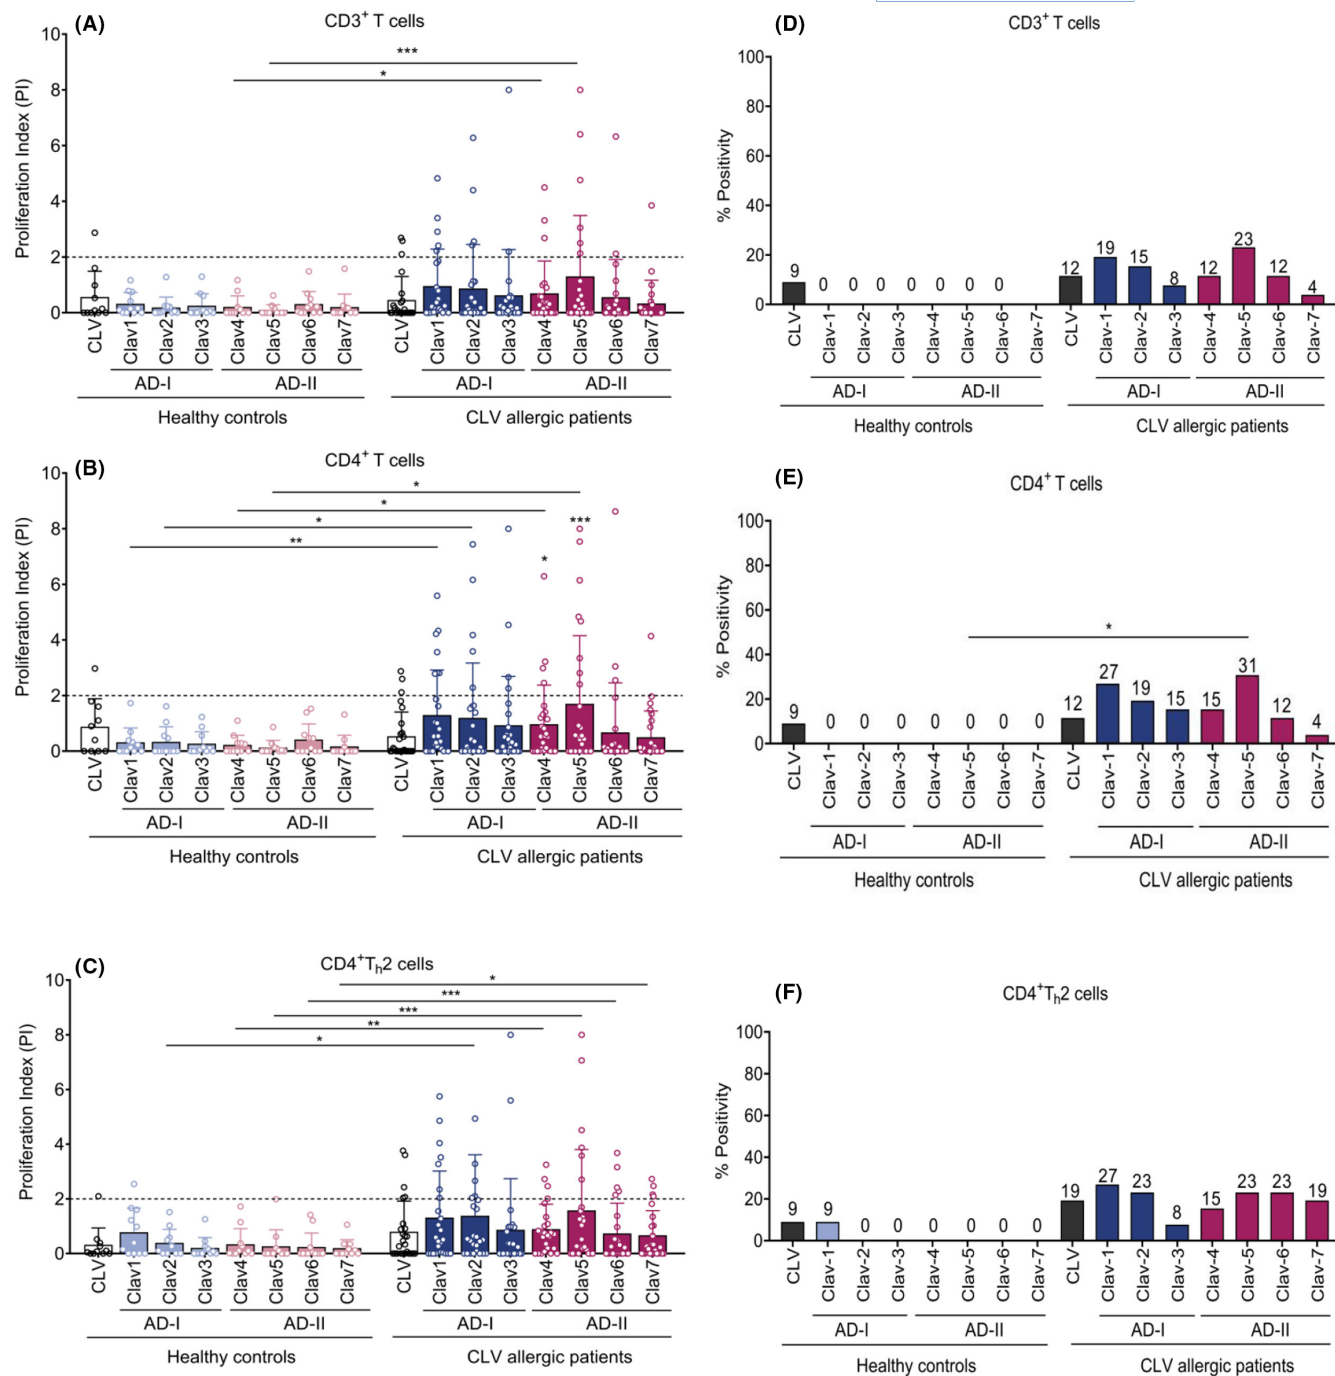 (A)
CD3+ T cells
Proliferation Index (PI)
10
8
6
4
2
0
***
*
CLV
Clav1
Clav2
Clav3
Clav4
Clav5
Clav6
Clav7
CLV
Clav1
Clav2
Clav3
Clav4
Clav5
Clav6
Clav7
AD-I
AD-II
AD-I
AD-II
Healthy controls
CLV allergic patients
(D)
CD3+ T cells
% Positivity
100
80
60
40
20
0
9
0
0
0
0
0
0
12
19
15
8
12
23
12
4
CLV
Clav-1
Clav-2
Clav-3
Clav-4
Clav-5
Clav-6
Clav-7
CLV
Clav-1
Clav-2
Clav-3
Clav-4
Clav-5
Clav-6
Clav-7
AD-I
AD-II
AD-I
AD-II
Healthy controls
CLV allergic patients
(B)
CD4+ T cells
Proliferation Index (PI)
10
8
6
4
2
0
*
*
*
**
***
*
CLV
Clav1
Clav2
Clav3
Clav4
Clav5
Clav6
Clav7
CLV
Clav1
Clav2
Clav3
Clav4
Clav5
Clav6
Clav7
AD-I
AD-II
AD-I
AD-II
Healthy controls
CLV allergic patients
(E)
CD4+ T cells
% Positivity
100
80
60
40
20
0
*
9
0
0
0
0
0
0
0
12
27
19
15
15
31
12
4
CLV
Clav-1
Clav-2
Clav-3
Clav-4
Clav-5
Clav-6
Clav-7
CLV
Clav-1
Clav-2
Clav-3
Clav-4
Clav-5
Clav-6
Clav-7
AD-I
AD-II
AD-I
AD-II
Healthy controls
CLV allergic patients
(C)
CD4+Th2 cells
Proliferation Index (PI)
10
8
6
4
2
0
*
***
***
**
*
CLV
Clav1
Clav2
Clav3
Clav4
Clav5
Clav6
Clav7
CLV
Clav1
Clav2
Clav3
Clav4
Clav5
Clav6
Clav7
AD-I
AD-II
AD-I
AD-II
Healthy controls
CLV allergic patients
(F)
CD4+Th2 cells
% Positivity
100
80
60
40
20
0
9
9
0
0
0
0
0
0
19
27
23
8
15
23
23
19
CLV
Clav-1
Clav-2
Clav-3
Clav-4
Clav-5
Clav-6
Clav-7
CLV
Clav-1
Clav-2
Clav-3
Clav-4
Clav-5
Clav-6
Clav-7
AD-I
AD-II
AD-I
AD-II
Healthy controls
CLV allergic patients